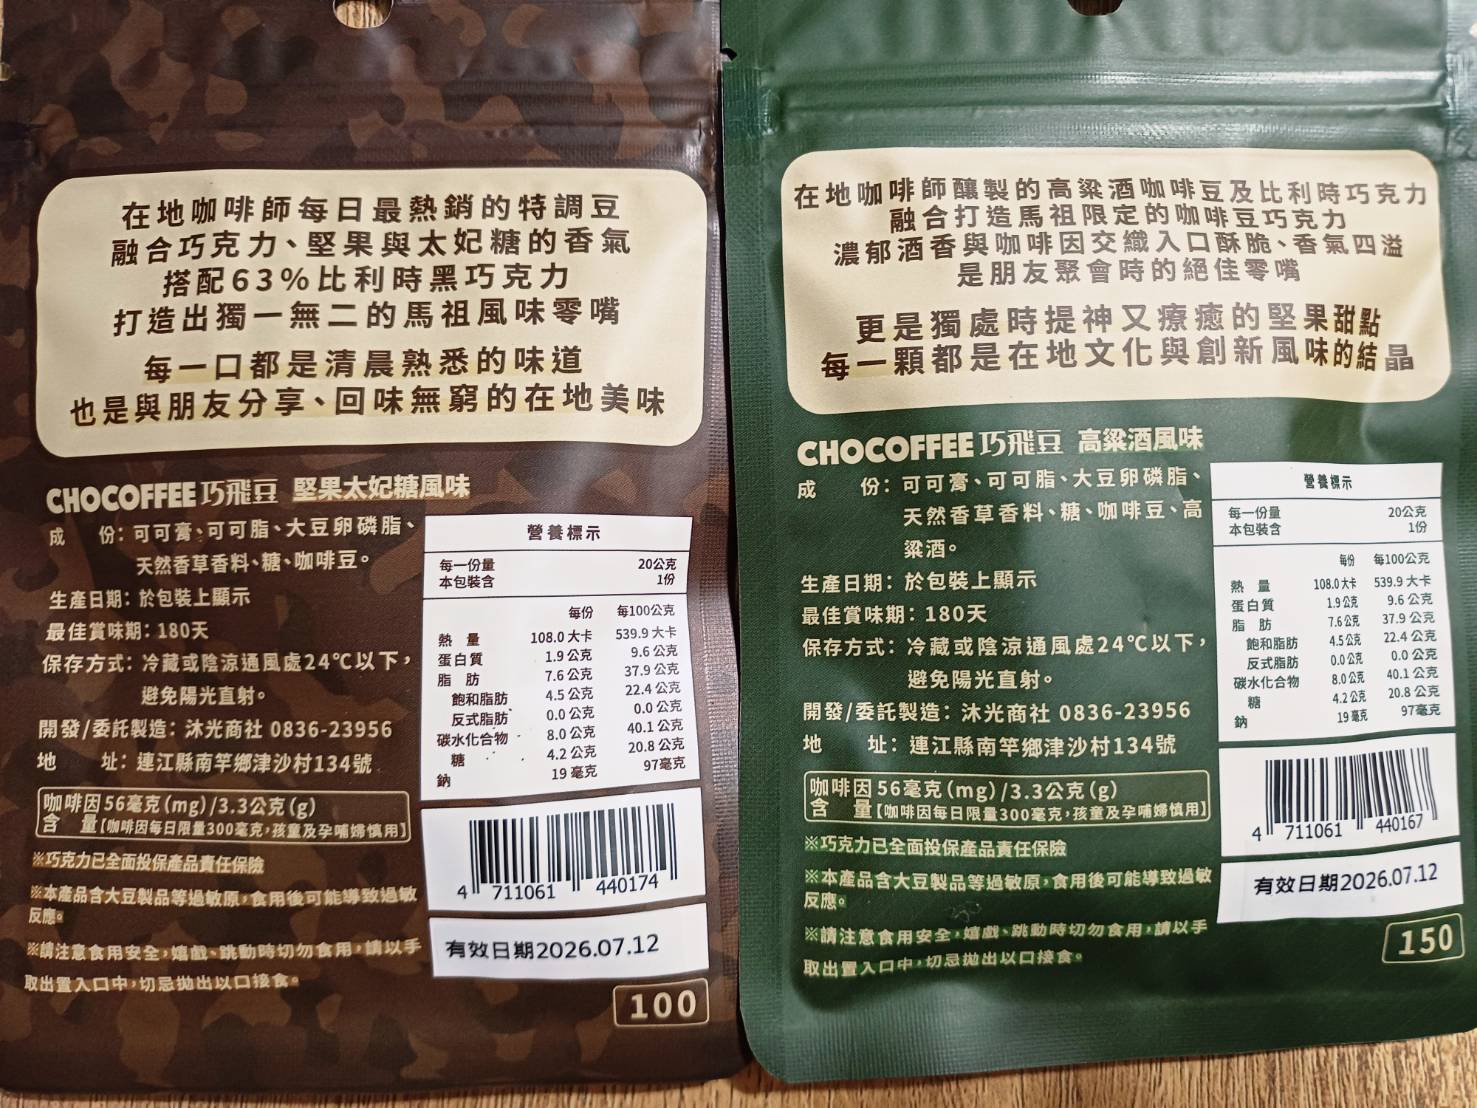 在地咖啡師每日最熱銷的特調豆
融合巧克力、堅果與太妃糖的香氣
搭配63%比利時黑巧克力
打造出獨一無二的馬祖風味零嘴
每一口都是清晨熟悉的味道
也是與朋友分享、回味無窮的在地美味
CHOCOFFEE巧飛豆 堅果太妃糖風味
成 份：可可膏、可可脂、大豆卵磷脂、
天然香草香料、糖、咖啡豆。
生產日期：於包裝上顯示
最佳賞味期：180天
保存方式：冷藏或陰涼通風處24℃以下，
避免陽光直射。
開發/委託製造：沐光商社 0836-23956
地 址：連江縣南竿鄉津沙村134號
咖啡因含量 56毫克(mg)/3.3公克(g)
【咖啡因每日限量300毫克，孩童及孕哺婦慎用】
※巧克力已全面投保產品責任保險
※本產品含大豆製品等過敏原，食用後可能導致過敏
反應。
※請注意食用安全，嬉戲、跳動時切勿食用，請以手
取出置入口中，切忌拋出以口接食。
營養標示
每一份量 20公克
本包裝含 1份
每份 每100公克
熱 量 108.0大卡 539.9大卡
蛋白質 1.9公克 9.6公克
脂 肪 7.6公克 37.9公克
飽和脂肪 4.5公克 22.4公克
反式脂肪 0.0公克 0.0公克
碳水化合物 8.0公克 40.1公克
糖 4.2公克 20.8公克
鈉 19毫克 97毫克
4 711061 440174
有效日期2026.07.12
100
在地咖啡師釀製的高粱酒咖啡豆及比利時巧克力
融合打造馬祖限定的咖啡豆巧克力
濃郁酒香與咖啡因交織入口酥脆、香氣四溢
是朋友聚會時的絕佳零嘴
更是獨處時提神又療癒的堅果甜點
每一顆都是在地文化與創新風味的結晶
CHOCOFFEE巧飛豆 高粱酒風味
成 份：可可膏、可可脂、大豆卵磷脂、
天然香草香料、糖、咖啡豆、高
粱酒。
生產日期：於包裝上顯示
最佳賞味期：180天
保存方式：冷藏或陰涼通風處24℃以下，
避免陽光直射。
開發/委託製造：沐光商社 0836-23956
地 址：連江縣南竿鄉津沙村134號
咖啡因含量 56毫克(mg)/3.3公克(g)
【咖啡因每日限量300毫克，孩童及孕哺婦慎用】
※巧克力已全面投保產品責任保險
※本產品含大豆製品等過敏原，食用後可能導致過敏
反應。
※請注意食用安全，嬉戲、跳動時切勿食用，請以手
取出置入口中，切忌拋出以口接食。
營養標示
每一份量 20公克
本包裝含 1份
每份 每100公克
熱 量 108.0大卡 539.9大卡
蛋白質 1.9公克 9.6公克
脂 肪 7.6公克 37.9公克
飽和脂肪 4.5公克 22.4公克
反式脂肪 0.0公克 0.0公克
碳水化合物 8.0公克 40.1公克
糖 4.2公克 20.8公克
鈉 19毫克 97毫克
4 711061 440167
有效日期2026.07.12
150